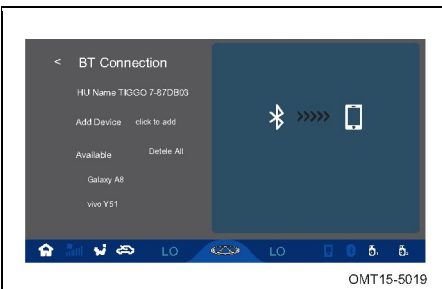 < BT Connection
HU Name TIGGO 7-87DB03
Add Device click to add
Available Detele All
Galaxy A8
vivo Y51
LO LO
OMT15-5019